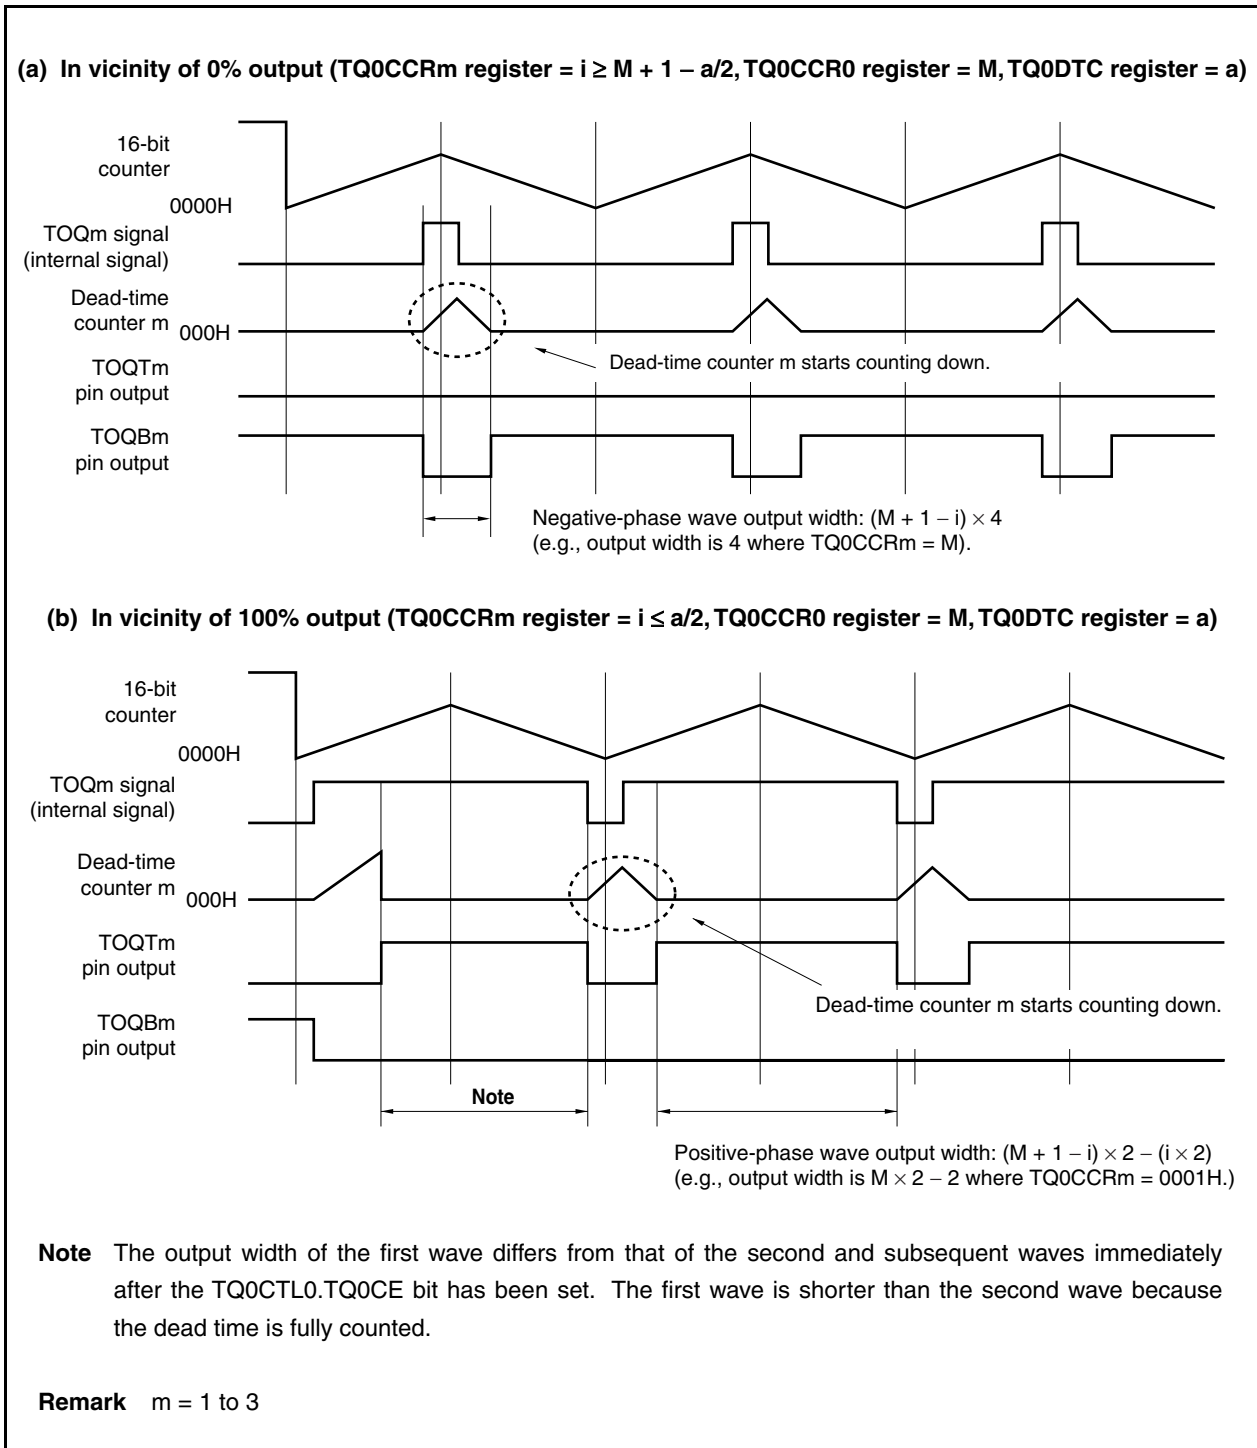 (a) In vicinity of 0% output (TQ0CCRm register = i ≥ M + 1 – a/2, TQ0CCR0 register = M, TQ0DTC register = a)
16-bit
counter
0000H
TOQm signal
(internal signal)
Dead-time
counter m
000H
Dead-time counter m starts counting down.
TOQTm
pin output
TOQBm
pin output
Negative-phase wave output width: (M + 1 – i) × 4
(e.g., output width is 4 where TQ0CCRm = M).
(b) In vicinity of 100% output (TQ0CCRm register = i ≤ a/2, TQ0CCR0 register = M, TQ0DTC register = a)
16-bit
counter
0000H
TOQm signal
(internal signal)
Dead-time
counter m
000H
TOQTm
pin output
Dead-time counter m starts counting down.
TOQBm
pin output
Note
Positive-phase wave output width: (M + 1 – i) × 2 – (i × 2)
(e.g., output width is M × 2 – 2 where TQ0CCRm = 0001H.)
Note The output width of the first wave differs from that of the second and subsequent waves immediately
after the TQ0CTL0.TQ0CE bit has been set. The first wave is shorter than the second wave because
the dead time is fully counted.
Remark m = 1 to 3